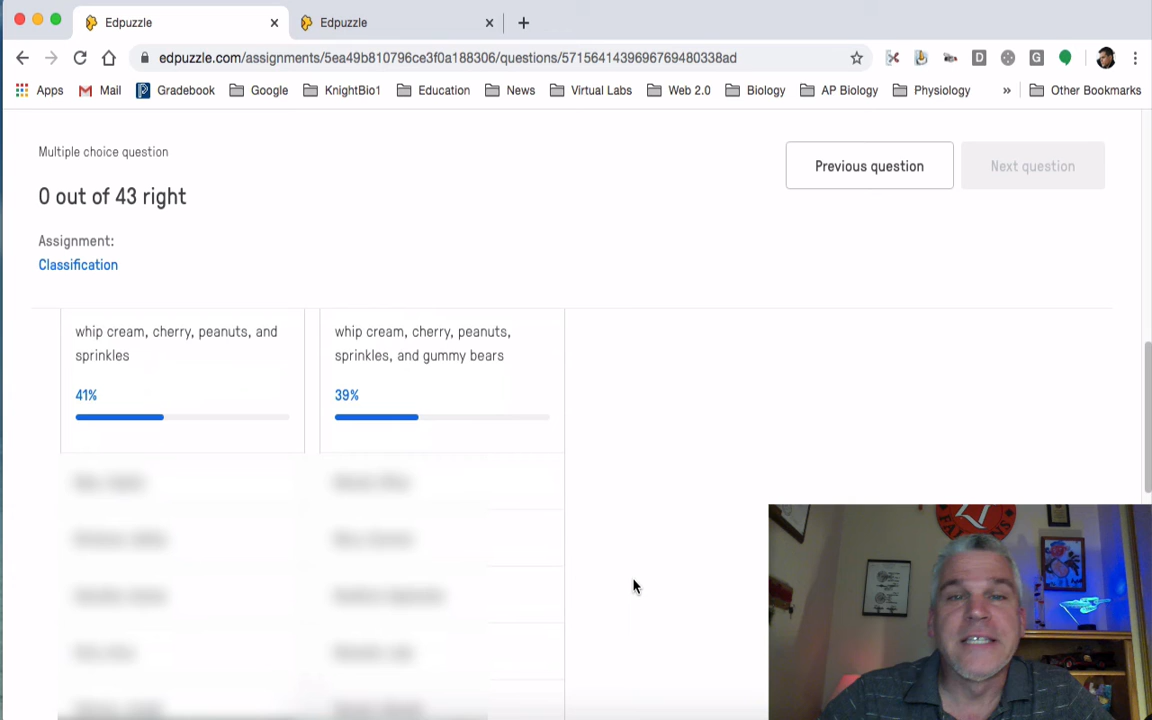 Edpuzzle
Edpuzzle
edpuzzle.com/assignments/5ea49b810796ce3f0a188306/questions/5715641439696769480338ad
Apps Mail Gradebook Google KnightBio1 Education News Virtual Labs Web 2.0 Biology AP Biology Physiology » Other Bookmarks
Multiple choice question
Previous question
Next question
0 out of 43 right
Assignment:
Classification
whip cream, cherry, peanuts, and
sprinkles
41%
whip cream, cherry, peanuts,
sprinkles, and gummy bears
39%